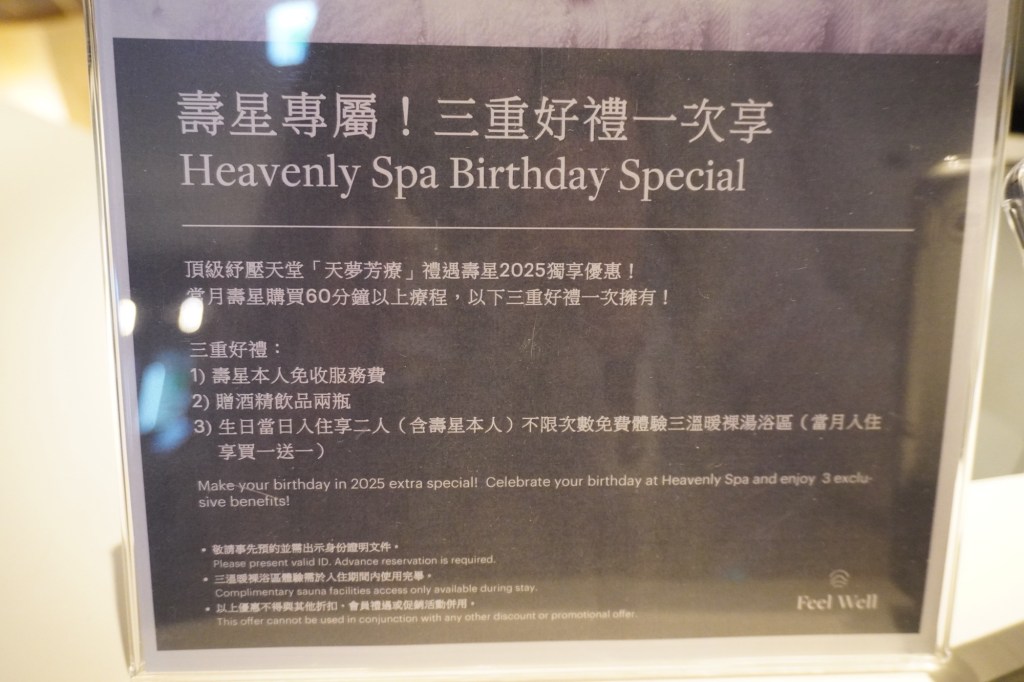 壽星專屬！三重好禮一次享
Heavenly Spa Birthday Special
頂級紓壓天堂「天夢芳療」禮遇壽星2025獨享優惠！
當月壽星購買60分鐘以上療程，以下三重好禮一次擁有！
三重好禮：
1) 壽星本人免收服務費
2) 贈酒精飲品兩瓶
3) 生日當日入住享二人（含壽星本人）不限次數免費體驗三溫暖裸湯浴區（當月入住
享買一送一）
Make your birthday in 2025 extra special! Celebrate your birthday at Heavenly Spa and enjoy 3 exclu-
sive benefits!
• 敬請事先預約並需出示身份證明文件。
Please present valid ID. Advance reservation is required.
• 三溫暖裸浴區體驗需於入住期間內使用完畢。
Complimentary sauna facilities access only available during stay.
• 以上優惠不得與其他折扣、會員禮遇或促銷活動併用。
This offer cannot be used in conjunction with any other discount or promotional offer.
Feel Well